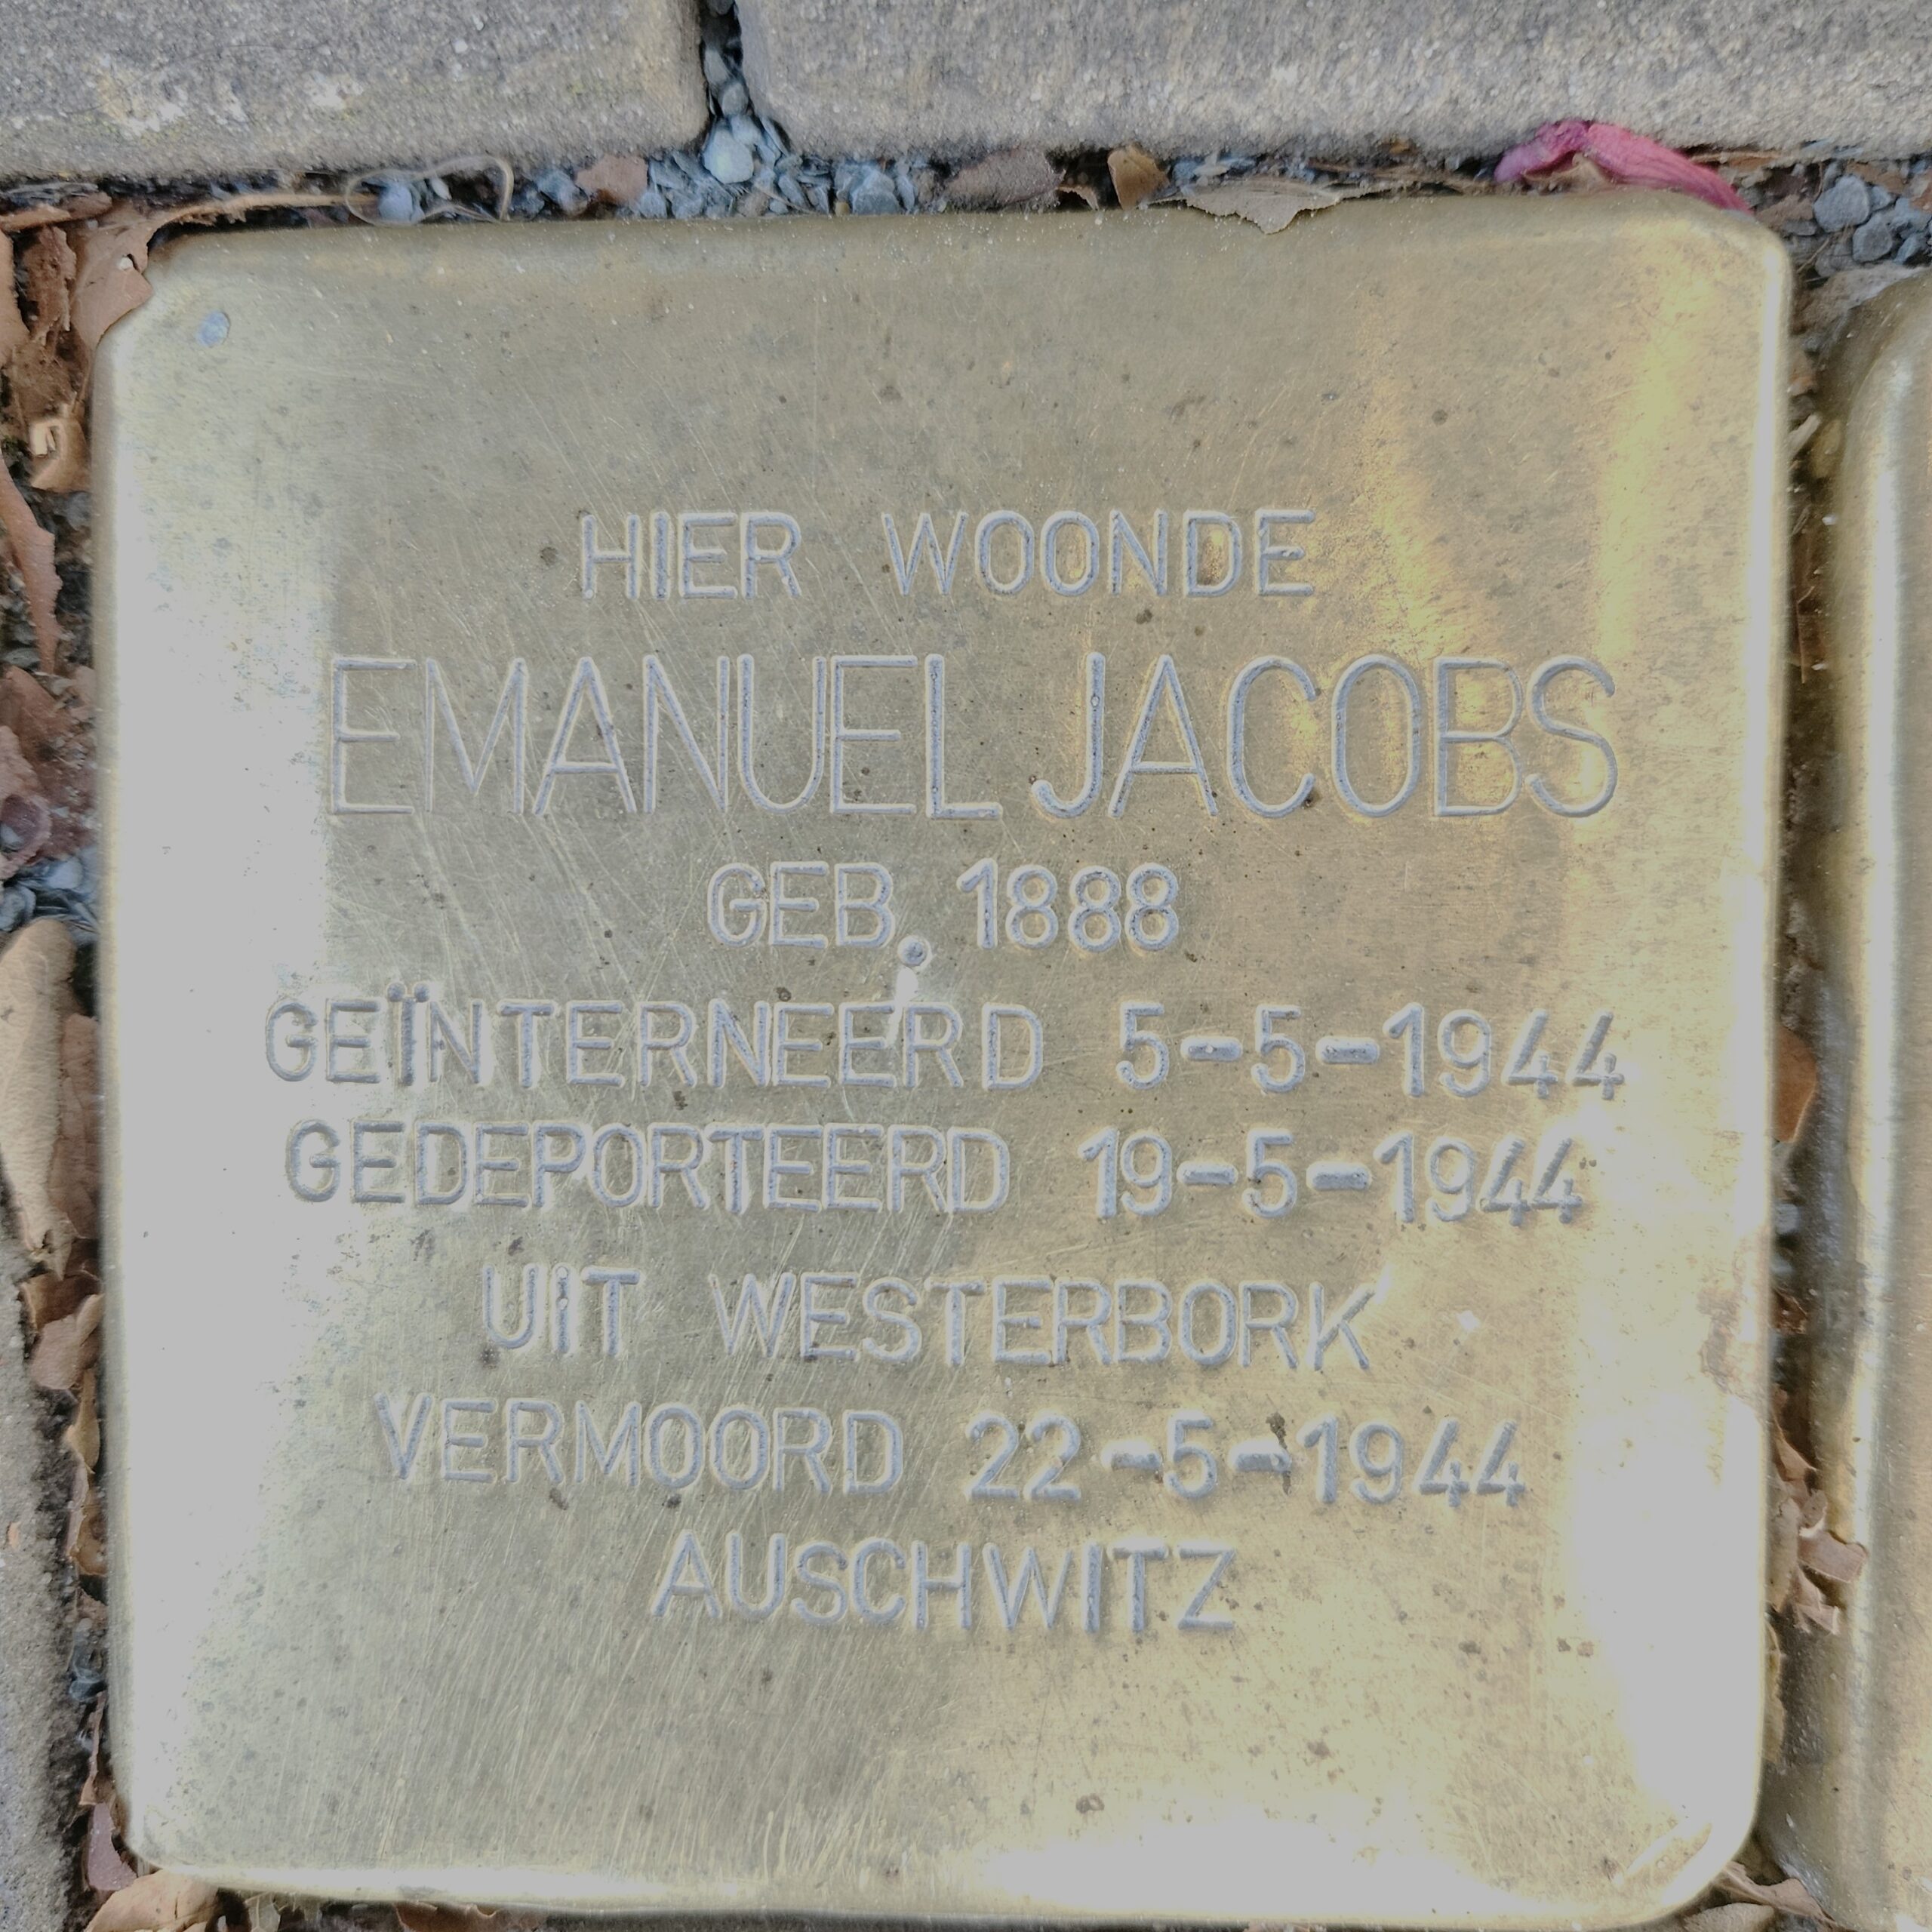 HIER WOONDE
EMANUEL JACOBS
GEB. 1888
GEÏNTERNEERD 5-5-1944
GEDEPORTEERD 19-5-1944
UIT WESTERBORK
VERMOORD 22-5-1944
AUSCHWITZ